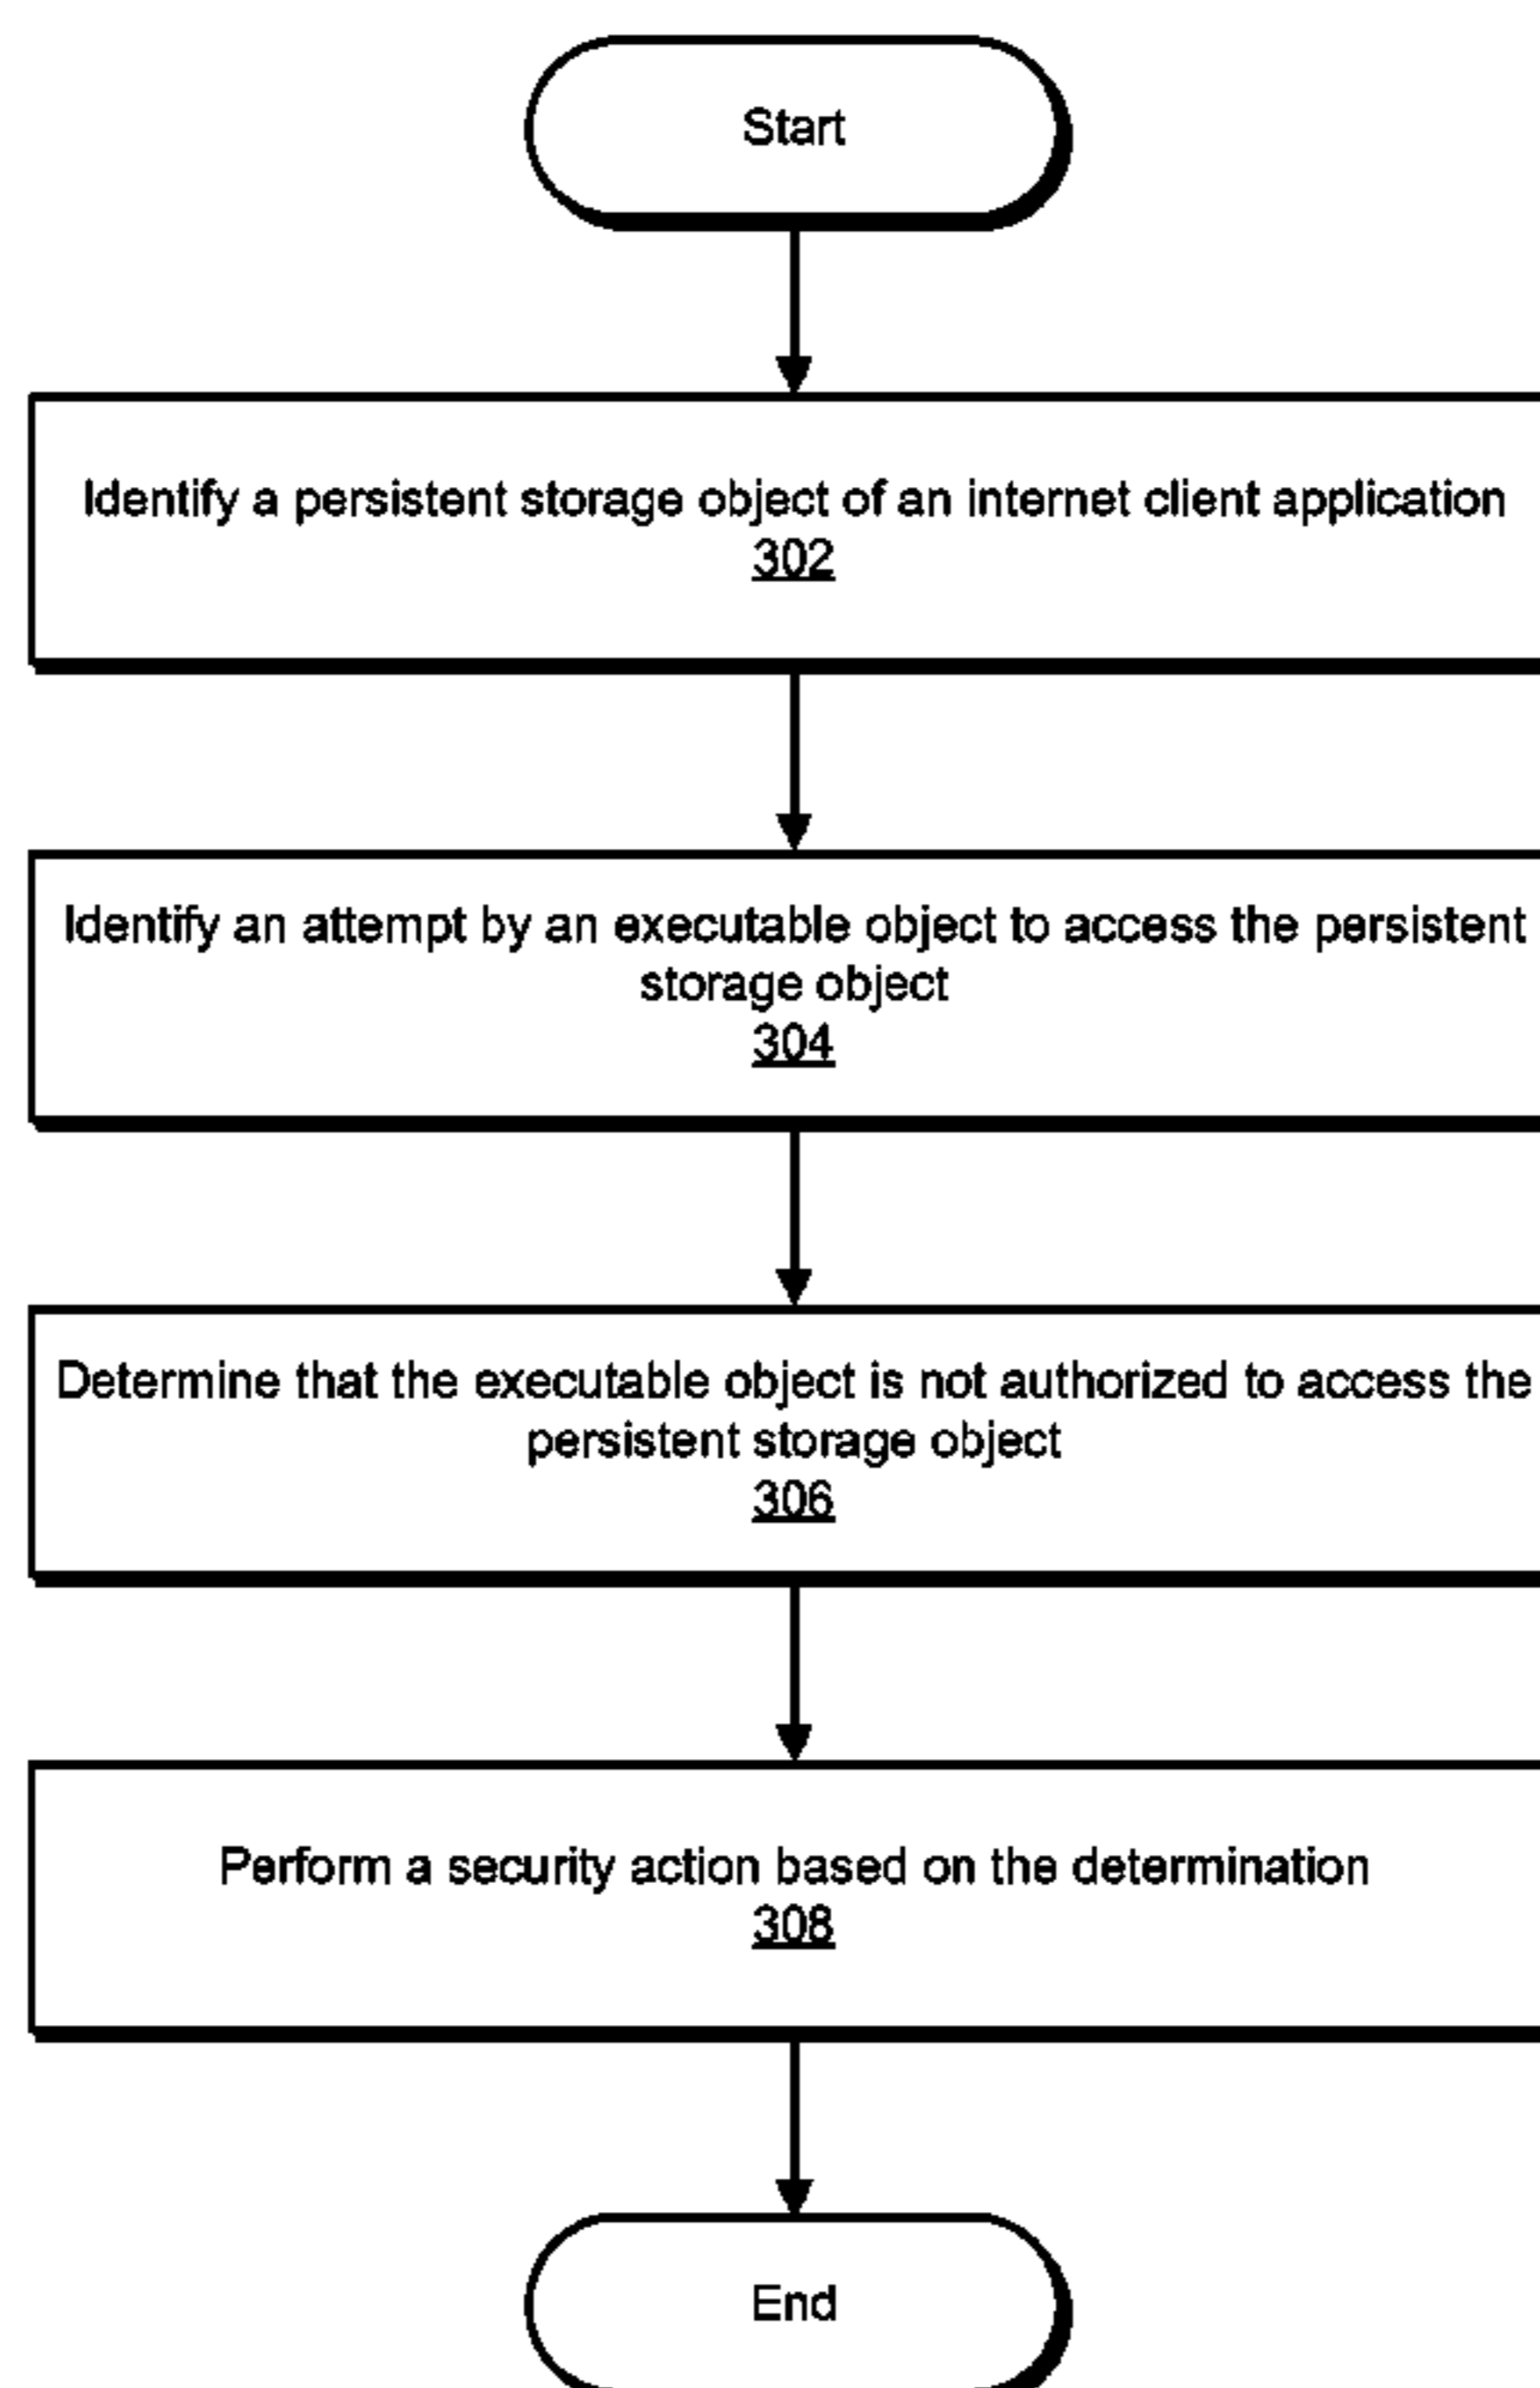 Start
Identify a persistent storage object of an internet client application
302
Identify an attempt by an executable object to access the persistent
storage object
304
Determine that the executable object is not authorized to access the
persistent storage object
306
Perform a security action based on the determination
308
End